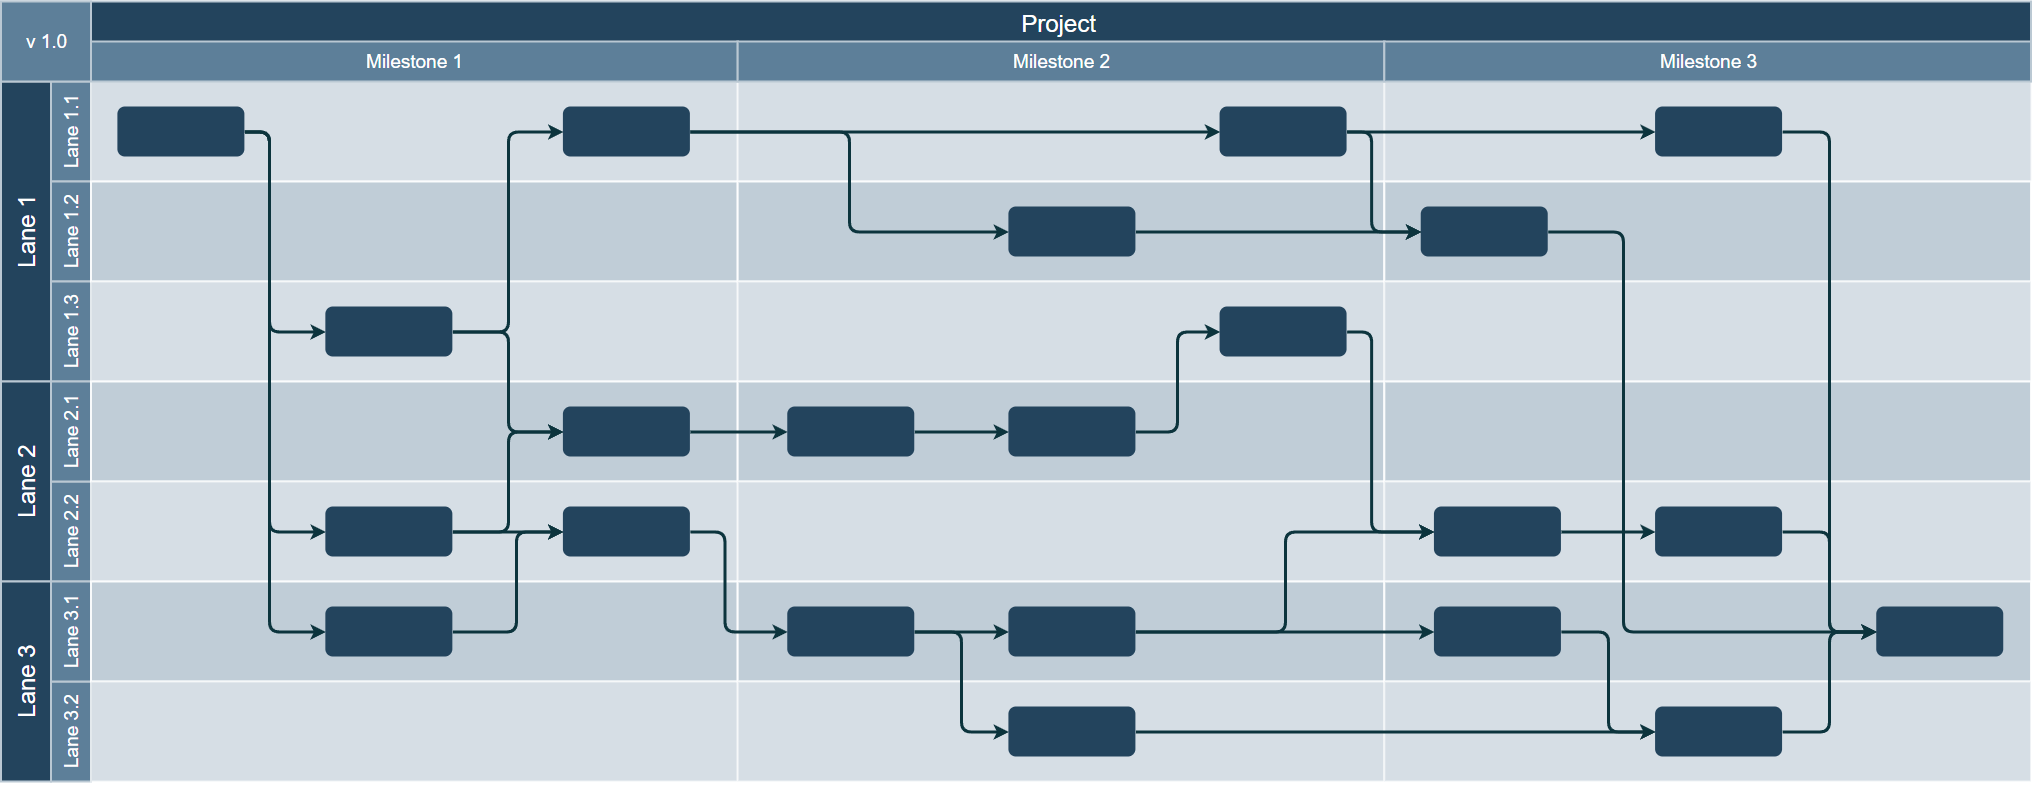 v 1.0
Project
Milestone 1
Milestone 2
Milestone 3
Lane 1
Lane 1.1
Lane 1.2
Lane 1.3
Lane 2
Lane 2.1
Lane 2.2
Lane 3
Lane 3.1
Lane 3.2